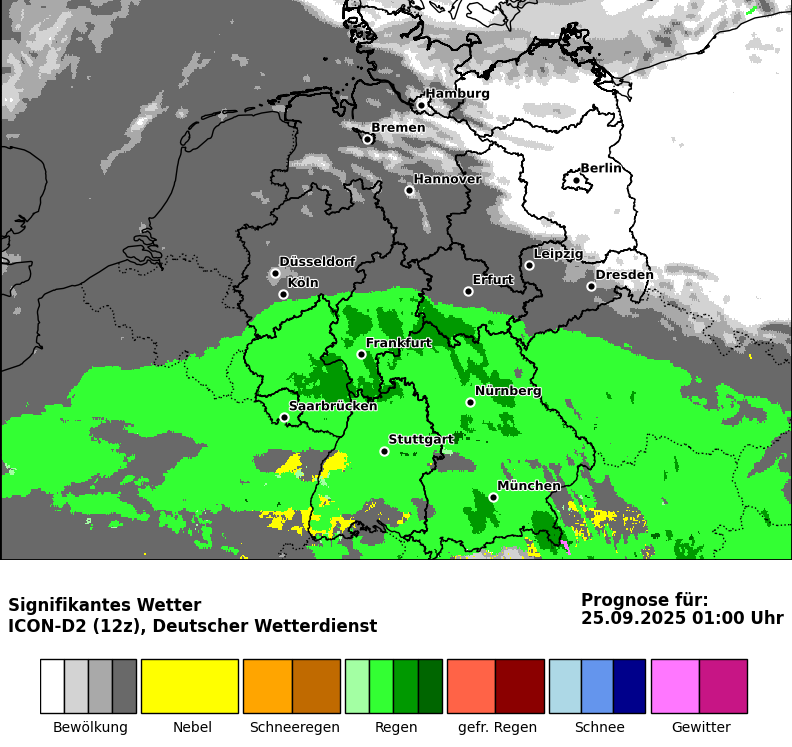 Hamburg
Bremen
Berlin
Hannover
Leipzig
Düsseldorf
Dresden
Köln
Erfurt
Frankfurt
Nürnberg
Saarbrücken
Stuttgart
München
Signifikantes Wetter
ICON-D2 (12z), Deutscher Wetterdienst
Prognose für:
25.09.2025 01:00 Uhr
Bewölkung Nebel Schneeregen Regen gefr. Regen Schnee Gewitter